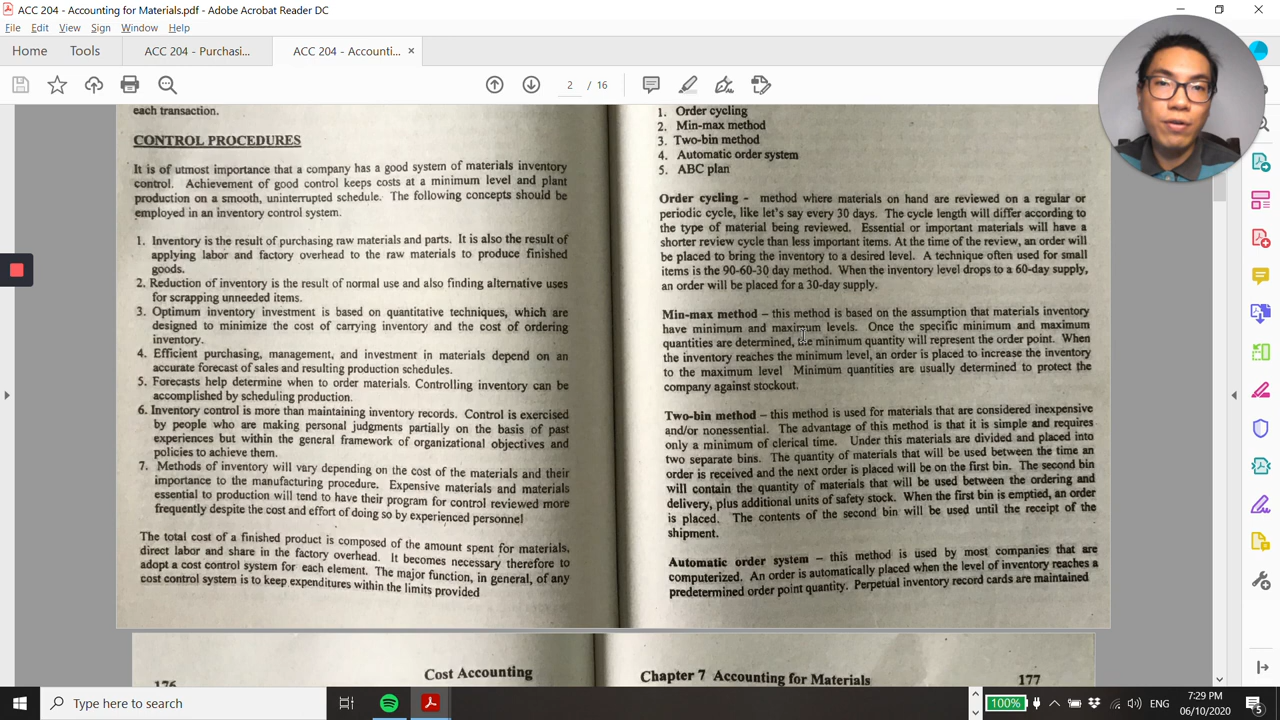 ACC 204 - Accounting for Materials.pdf - Adobe Acrobat Reader DC
File Edit View Sign Window Help
Home Tools ACC 204 - Purchasi... ACC 204 - Accounti... ×
2 / 16
each transaction.
CONTROL PROCEDURES
It is of utmost importance that a company has a good system of materials inventory
control. Achievement of good control keeps costs at a minimum level and plant
production on a smooth, uninterrupted schedule. The following concepts should be
employed in an inventory control system.
1. Inventory is the result of purchasing raw materials and parts. It is also the result of
applying labor and factory overhead to the raw materials to produce finished
goods.
2. Reduction of inventory is the result of normal use and also finding alternative uses
for scrapping unneeded items.
3. Optimum inventory investment is based on quantitative techniques, which are
designed to minimize the cost of carrying inventory and the cost of ordering
inventory.
4. Efficient purchasing, management, and investment in materials depend on an
accurate forecast of sales and resulting production schedules.
5. Forecasts help determine when to order materials. Controlling inventory can be
accomplished by scheduling production.
6. Inventory control is more than maintaining inventory records. Control is exercised
by people who are making personal judgments partially on the basis of past
experiences but within the general framework of organizational objectives and
policies to achieve them.
7. Methods of inventory will vary depending on the cost of the materials and their
importance to the manufacturing procedure. Expensive materials and materials
essential to production will tend to have their program for control reviewed more
frequently despite the cost and effort of doing so by experienced personnel
The total cost of a finished product is composed of the amount spent for materials,
direct labor and share in the factory overhead. It becomes necessary therefore to
adopt a cost control system for each element. The major function, in general, of any
cost control system is to keep expenditures within the limits provided
1. Order cycling
2. Min-max method
3. Two-bin method
4. Automatic order system
5. ABC plan
Order cycling - method where materials on hand are reviewed on a regular or
periodic cycle, like let's say every 30 days. The cycle length will differ according to
the type of material being reviewed. Essential or important materials will have a
shorter review cycle than less important items. At the time of the review, an order will
be placed to bring the inventory to a desired level. A technique often used for small
items is the 90-60-30 day method. When the inventory level drops to a 60-day supply,
an order will be placed for a 30-day supply.
Min-max method – this method is based on the assumption that materials inventory
have minimum and maximum levels. Once the specific minimum and maximum
quantities are determined, the minimum quantity will represent the order point. When
the inventory reaches the minimum level, an order is placed to increase the inventory
to the maximum level Minimum quantities are usually determined to protect the
company against stockout.
Two-bin method – this method is used for materials that are considered inexpensive
and/or nonessential. The advantage of this method is that it is simple and requires
only a minimum of clerical time. Under this materials are divided and placed into
two separate bins. The quantity of materials that will be used between the time an
order is received and the next order is placed will be on the first bin. The second bin
will contain the quantity of materials that will be used between the ordering and
delivery, plus additional units of safety stock. When the first bin is emptied, an order
is placed. The contents of the second bin will be used until the receipt of the
shipment.
Automatic order system – this method is used by most companies that are
computerized. An order is automatically placed when the level of inventory reaches a
predetermined order point quantity. Perpetual inventory record cards are maintained
176 Cost Accounting
Chapter 7 Accounting for Materials 177
Type here to search
100%
ENG
7:29 PM
06/10/2020
5